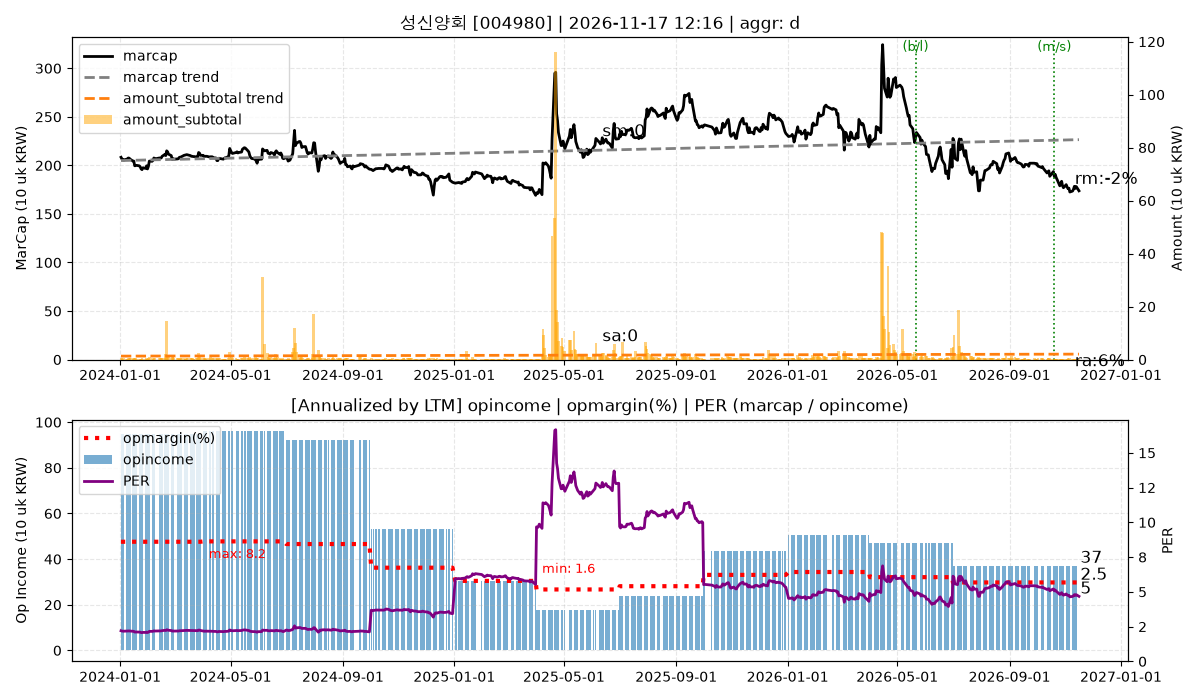 성신양회 [004980] | 2026-11-17 12:16 | aggr: d
marcap
marcap trend
amount_subtotal trend
amount_subtotal
(b/l)
(m/s)
sm:0
rm:-2%
sa:0
ra:6%
MarCap (10 uk KRW)
300
250
200
150
100
50
0
Amount (10 uk KRW)
120
100
80
60
40
20
0
2024-01-01 2024-05-01 2024-09-01 2025-01-01 2025-05-01 2025-09-01 2026-01-01 2026-05-01 2026-09-01 2027-01-01
[Annualized by LTM] opincome | opmargin(%) | PER (marcap / opincome)
opmargin(%)
opincome
PER
max: 8.2
min: 1.6
37
2.5
5
Op Income (10 uk KRW)
100
80
60
40
20
0
PER
15
12
10
8
5
2
0
2024-01-01 2024-05-01 2024-09-01 2025-01-01 2025-05-01 2025-09-01 2026-01-01 2026-05-01 2026-09-01 2027-01-01